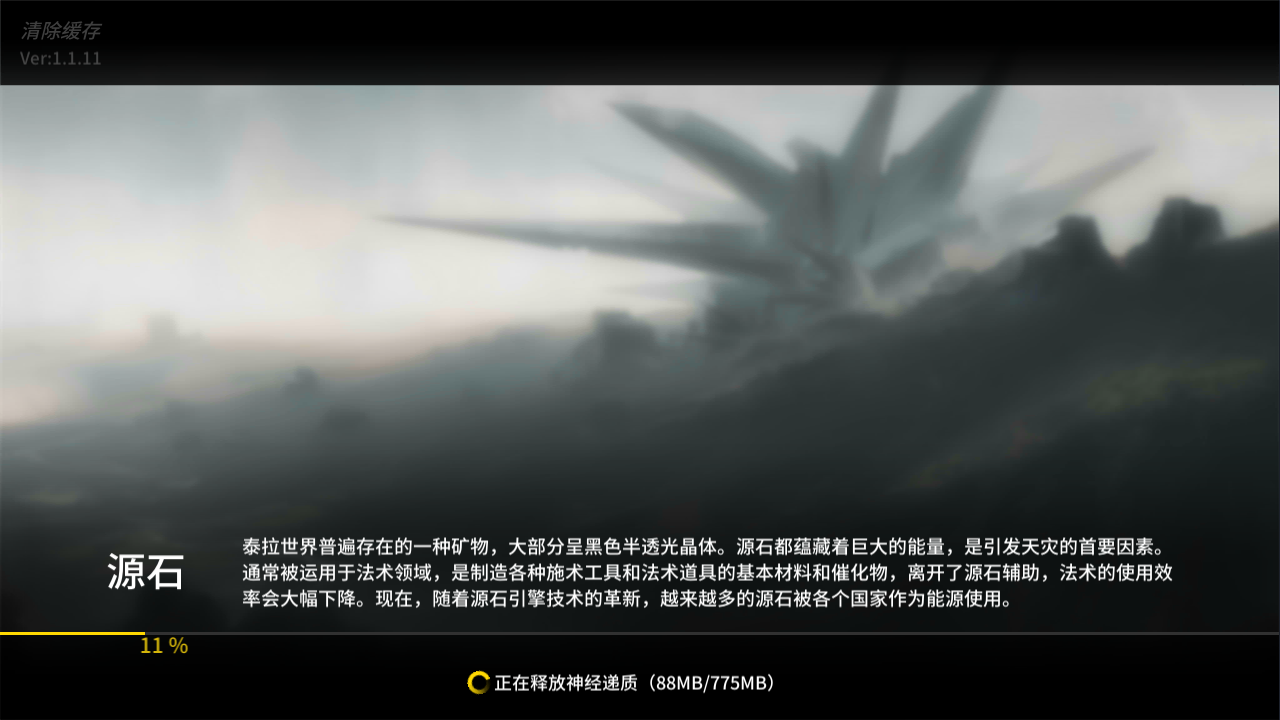 清除缓存
Ver:1.1.11
源石
泰拉世界普遍存在的一种矿物，大部分呈黑色半透光晶体。源石都蕴藏着巨大的能量，是引发天灾的首要因素。
通常被运用于法术领域，是制造各种施术工具和法术道具的基本材料和催化物，离开了源石辅助，法术的使用效
率会大幅下降。现在，随着源石引擎技术的革新，越来越多的源石被各个国家作为能源使用。
11 %
正在释放神经递质（88MB/775MB）